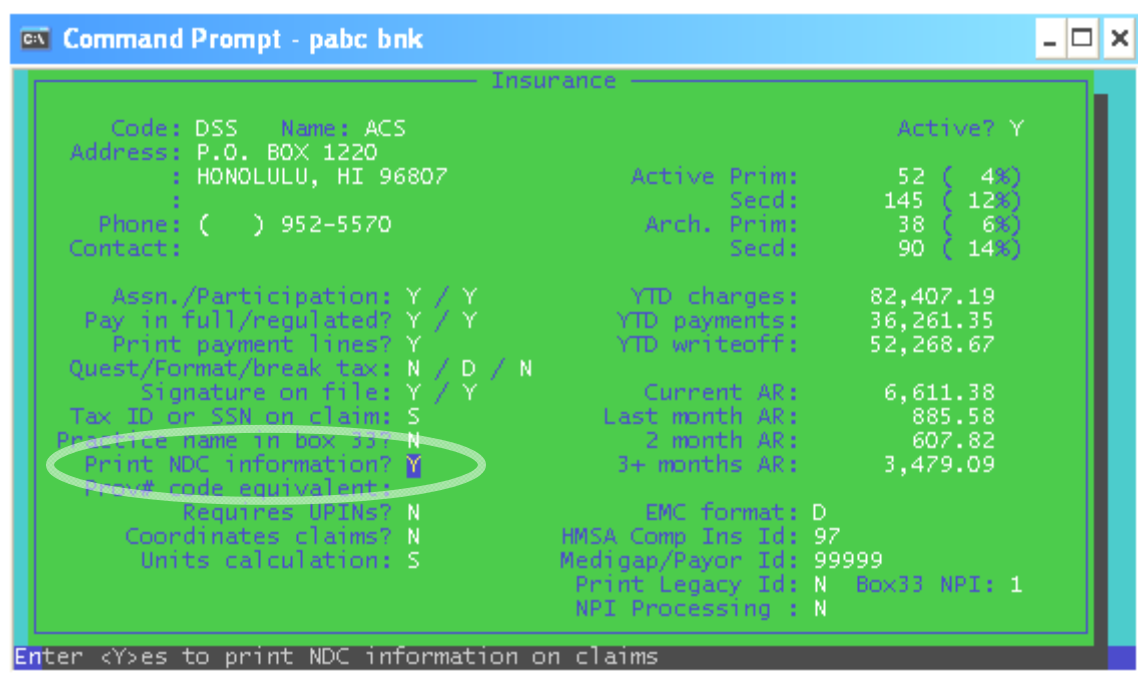 Command Prompt - pabc bnk
Insurance
Code: DSS Name: ACS Active? Y
Address: P.O. BOX 1220
: HONOLULU, HI 96807 Active Prim: 52 ( 4%)
: Secd: 145 ( 12%)
Phone: ( ) 952-5570 Arch. Prim: 38 ( 6%)
Contact: Secd: 90 ( 14%)
Assn./Participation: Y / Y YTD charges: 82,407.19
Pay in full/regulated? Y / Y YTD payments: 36,261.35
Print payment lines? Y YTD writeoff: 52,268.67
Quest/Format/break tax: N / D / N
Signature on file: Y / Y Current AR: 6,611.38
Tax ID or SSN on claim: S Last month AR: 885.58
Practice name in box 33? N 2 month AR: 607.82
Print NDC information? Y 3+ months AR: 3,479.09
Prov# code equivalent:
Requires UPINs? N EMC format: D
Coordinates claims? N HMSA Comp Ins Id: 97
Units calculation: S Medigap/Payor Id: 99999
Print Legacy Id: N Box33 NPI: 1
NPI Processing : N
Enter <Y>es to print NDC information on claims